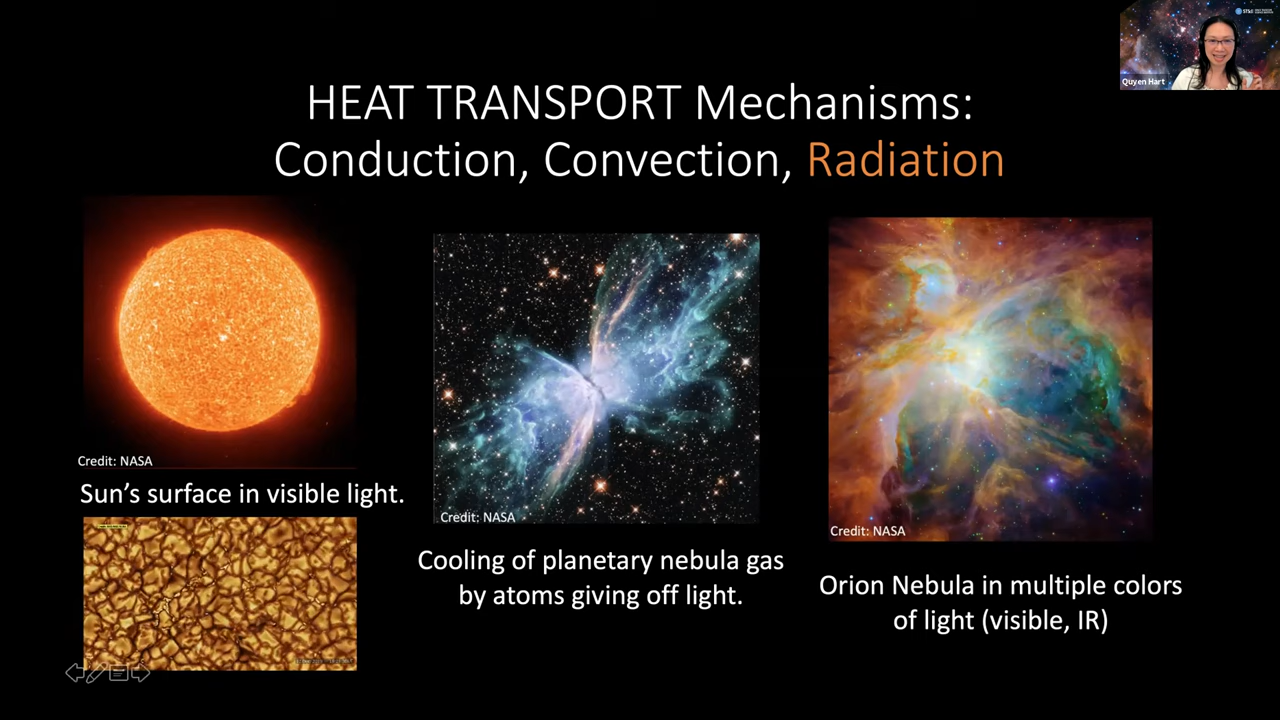 Quyen Hart
HEAT TRANSPORT Mechanisms:
Conduction, Convection, Radiation
Credit: NASA
Sun's surface in visible light.
Credit: NASA
Cooling of planetary nebula gas
by atoms giving off light.
Credit: NASA
Orion Nebula in multiple colors
of light (visible, IR)